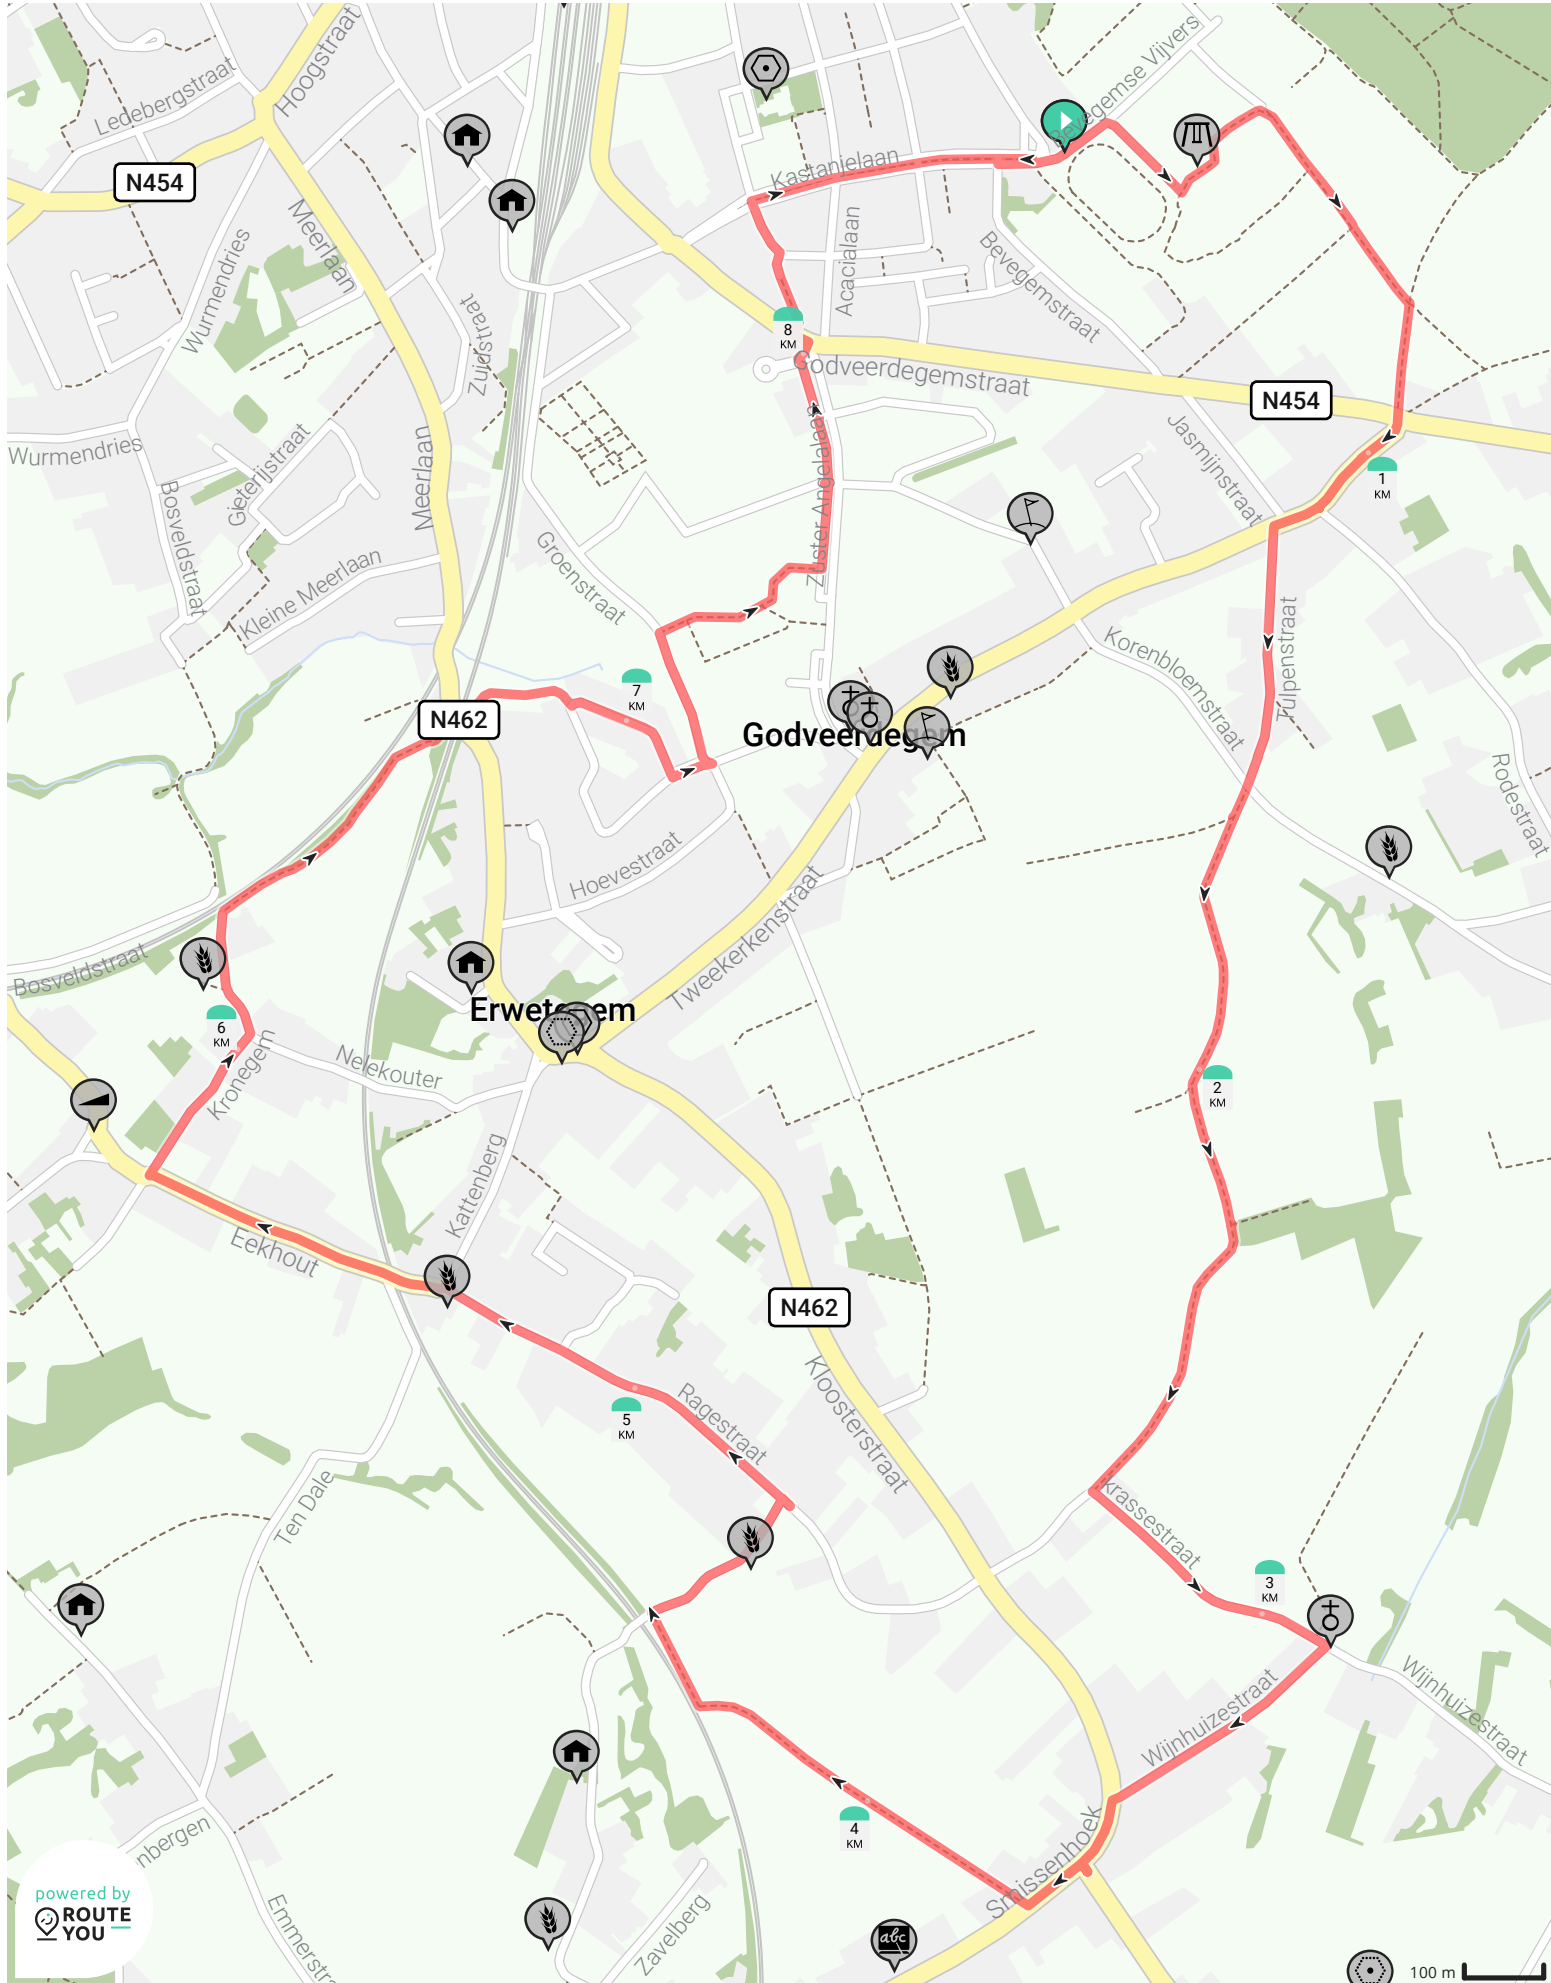 Ledebergstraat
Hoogstraat
Bevegemse Vijvers
Kastanjelaan
N454
Meerlaan
Wurmendries
Zuidstraat
Acacialaan
Bevegemstraat
8
KM
Godveerdegemstraat
N454
Wurmendries
Gieterijstraat
Meerlaan
Jasmijnstraat
1
KM
Bosveldstraat
Kleine Meerlaan
Groenstraat
Zuster Angelalaan
Tulpenstraat
Korenbloemstraat
7
KM
N462
Godveerdegem
Rodestraat
Hoevestraat
Tweekerkenstraat
Bosveldstraat
Erwetegem
6
KM
Kronegem
Nelekouter
2
KM
Kattenberg
Eekhout
N462
Kloosterstraat
5
KM
Ragestraat
Ten Dale
Krassestraat
3
KM
Wijnhuizestraat
Wijnhuizestraat
4
KM
Smissenhoek
nbergen
Emmerstra
Zavelberg
abc
powered by
ROUTE
YOU
100 m